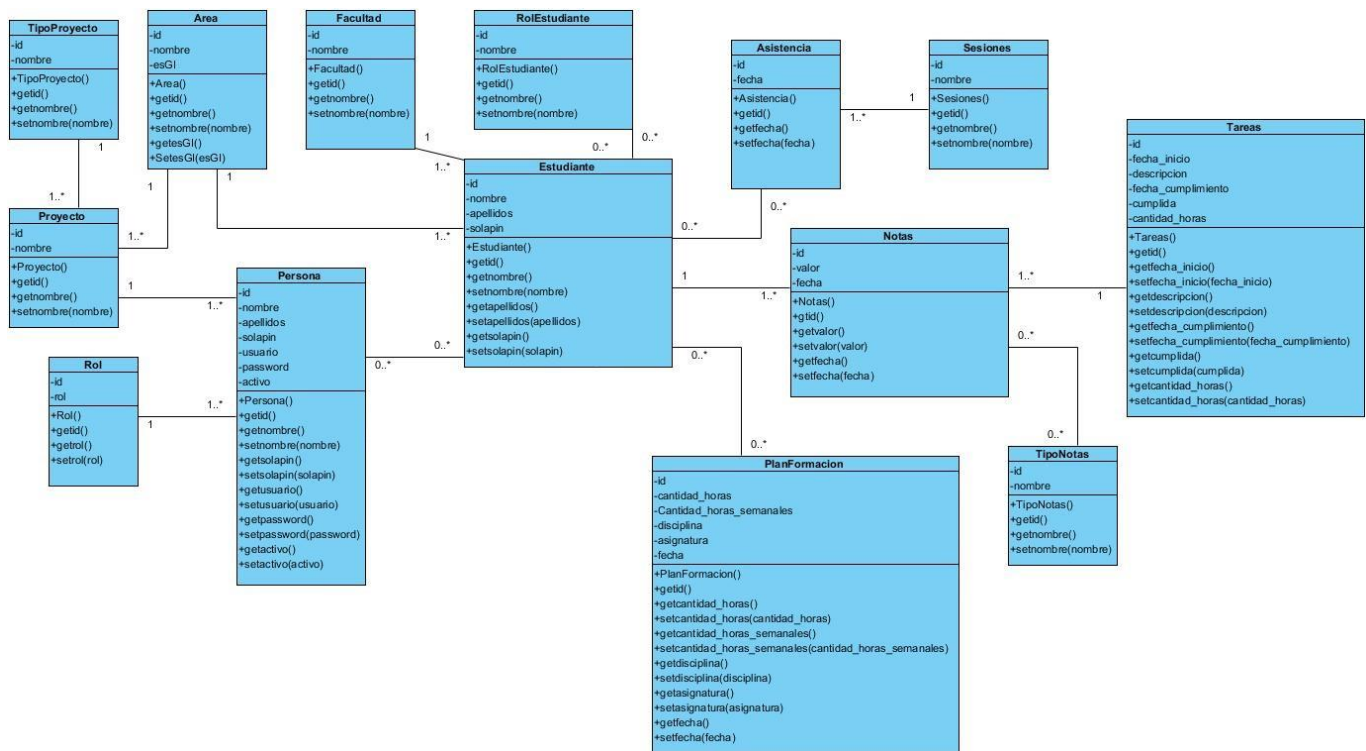 TipoProyecto
-id
-nombre
+TipoProyecto()
+getid()
+getnombre()
+setnombre(nombre)
Area
-id
-nombre
-esGl
+Area()
+getid()
+getnombre()
+setnombre(nombre)
+getesGl()
+SetesGl(esGl)
Facultad
-id
-nombre
+Facultad()
+getid()
+getnombre()
+setnombre(nombre)
RolEstudiante
-id
-nombre
+RolEstudiante()
+getid()
+getnombre()
+setnombre(nombre)
Asistencia
-id
-fecha
+Asistencia()
+getid()
+getfecha()
+setfecha(fecha)
Sesiones
-id
-nombre
+Sesiones()
+getid()
+getnombre()
+setnombre(nombre)
1
1..*
Tareas
-id
-fecha_inicio
-descripcion
-fecha_cumplimiento
-cumplida
-cantidad_horas
+Tareas()
+getid()
+getfecha_inicio()
+setfecha_inicio(fecha_inicio)
+getdescripcion()
+setdescripcion(descripcion)
+getfecha_cumplimiento()
+setfecha_cumplimiento(fecha_cumplimiento)
+getcumplida()
+setcumplida(cumplida)
+getcantidad_horas()
+setcantidad_horas(cantidad_horas)
1
1..*
1
1..*
1
1..*
1
1..*
0..*
0..*
0..*
0..*
Proyecto
-id
-nombre
+Proyecto()
+getid()
+getnombre()
+setnombre(nombre)
1
1..*
Persona
-id
-nombre
-apellidos
-solapin
-usuario
-password
-activo
+Persona()
+getid()
+getnombre()
+setnombre(nombre)
+getsolapin()
+setsolapin(solapin)
+getusuario()
+setusuario(usuario)
+getpassword()
+setpassword(password)
+getactivo()
+setactivo(activo)
Estudiante
-id
-nombre
-apellidos
-solapin
+Estudiante()
+getid()
+getnombre()
+setnombre(nombre)
+getapellidos()
+setapellidos(apellidos)
+getsolapin()
+setsolapin(solapin)
0..*
0..*
1
1..*
Notas
-id
-valor
-fecha
+Notas()
+gtid()
+getvalor()
+setvalor(valor)
+getfecha()
+setfecha(fecha)
1..*
1
0..*
0..*
Rol
-id
-rol
+Rol()
+getid()
+getrol()
+setrol(rol)
1..*
1
0..*
0..*
PlanFormacion
-id
-cantidad_horas
-Cantidad_horas_semanales
-disciplina
-asignatura
-fecha
+PlanFormacion()
+getid()
+getcantidad_horas()
+setcantidad_horas(cantidad_horas)
+getcantidad_horas_semanales()
+setcantidad_horas_semanales(cantidad_horas_semanales)
+getdisciplina()
+setdisciplina(disciplina)
+getasignatura()
+setasignatura(asignatura)
+getfecha()
+setfecha(fecha)
TipoNotas
-id
-nombre
+TipoNotas()
+getid()
+getnombre()
+setnombre(nombre)